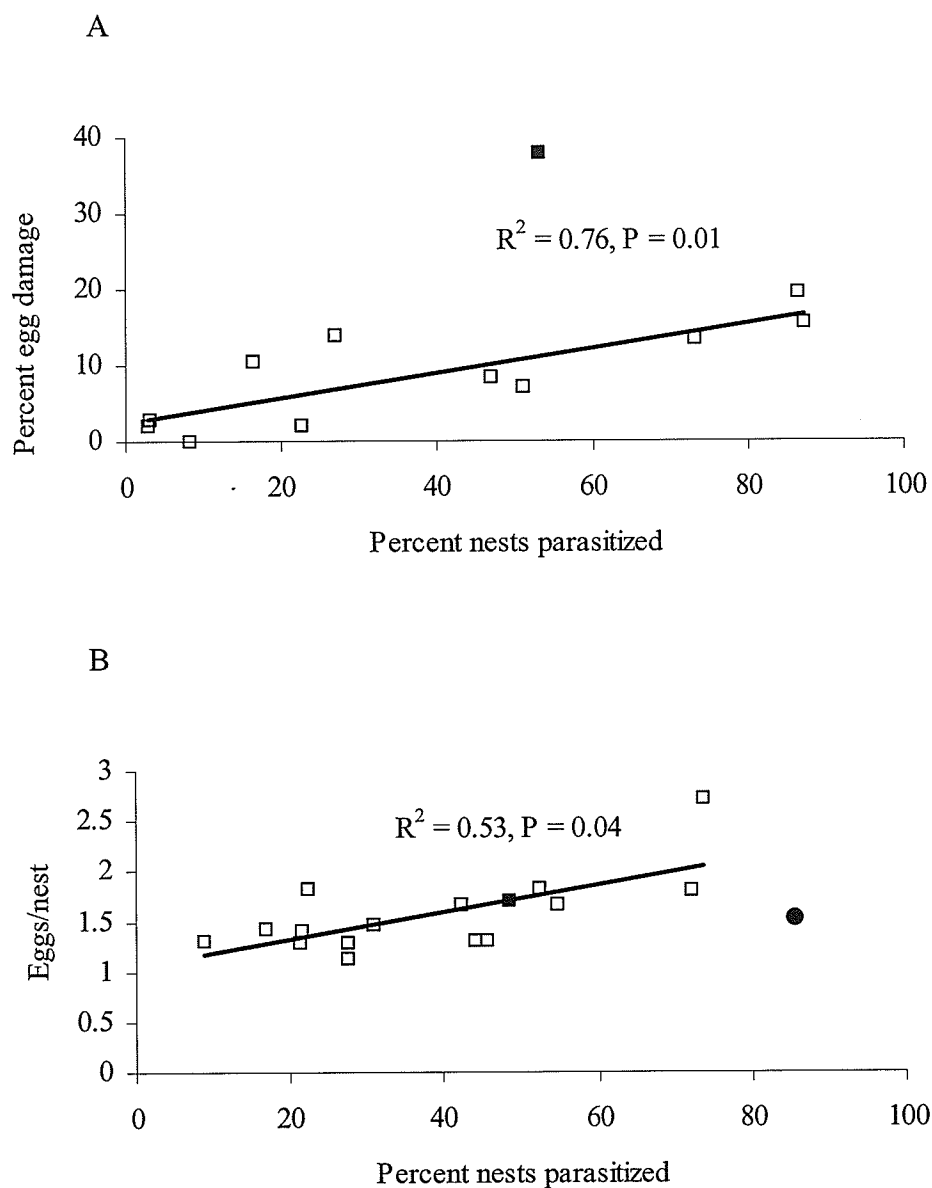 A
40
30
20
10
0
Percent egg damage
R² = 0.76, P = 0.01
0 20 40 60 80 100
Percent nests parasitized
B
3
2.5
2
1.5
1
0.5
0
Eggs/nest
R² = 0.53, P = 0.04
0 20 40 60 80 100
Percent nests parasitized